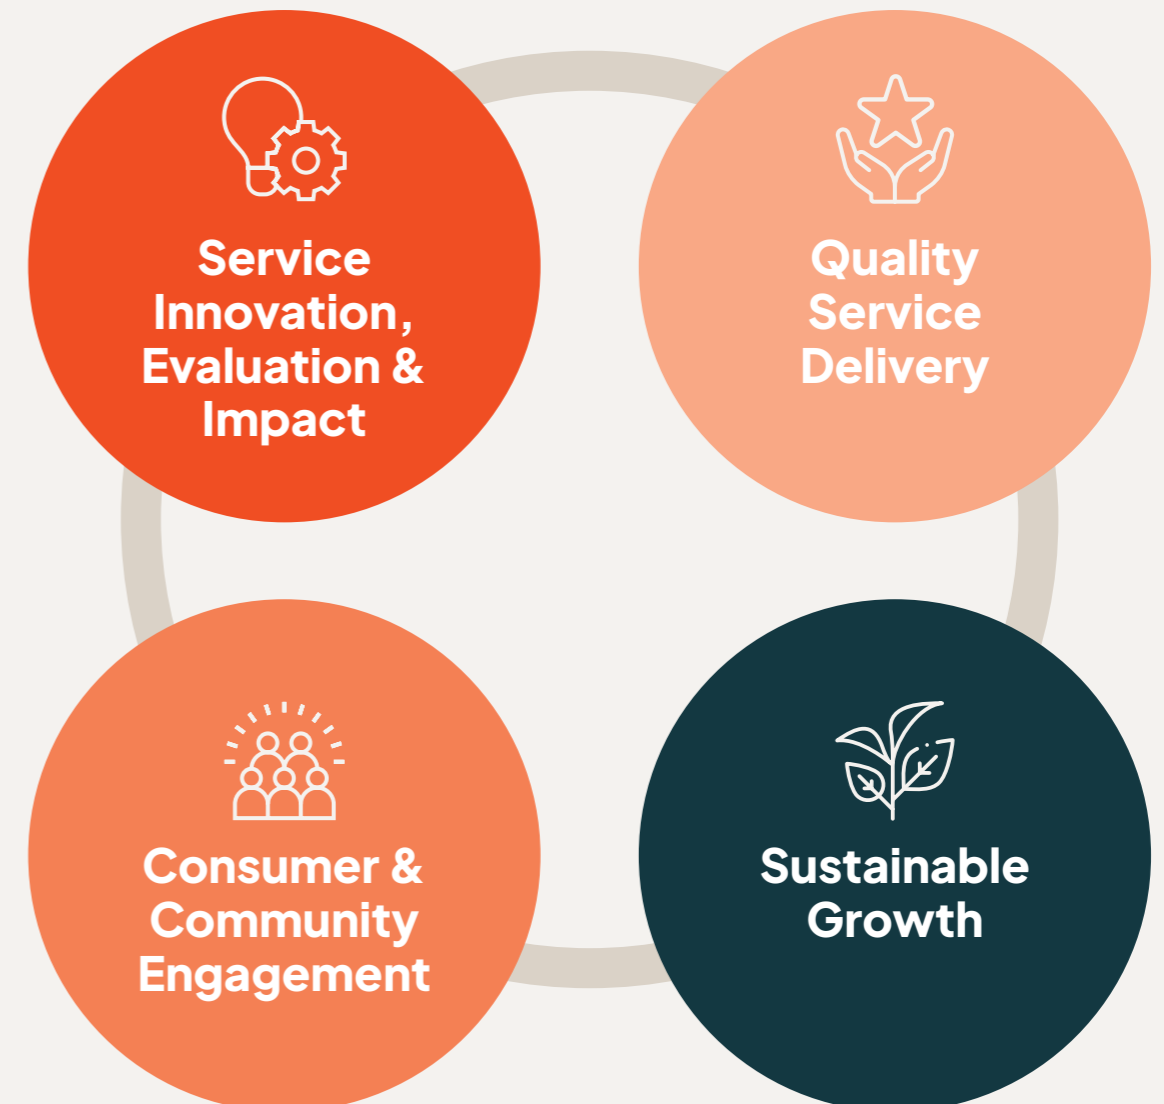 Service
Innovation,
Evaluation &
Impact
Quality
Service
Delivery
Consumer &
Community
Engagement
Sustainable
Growth